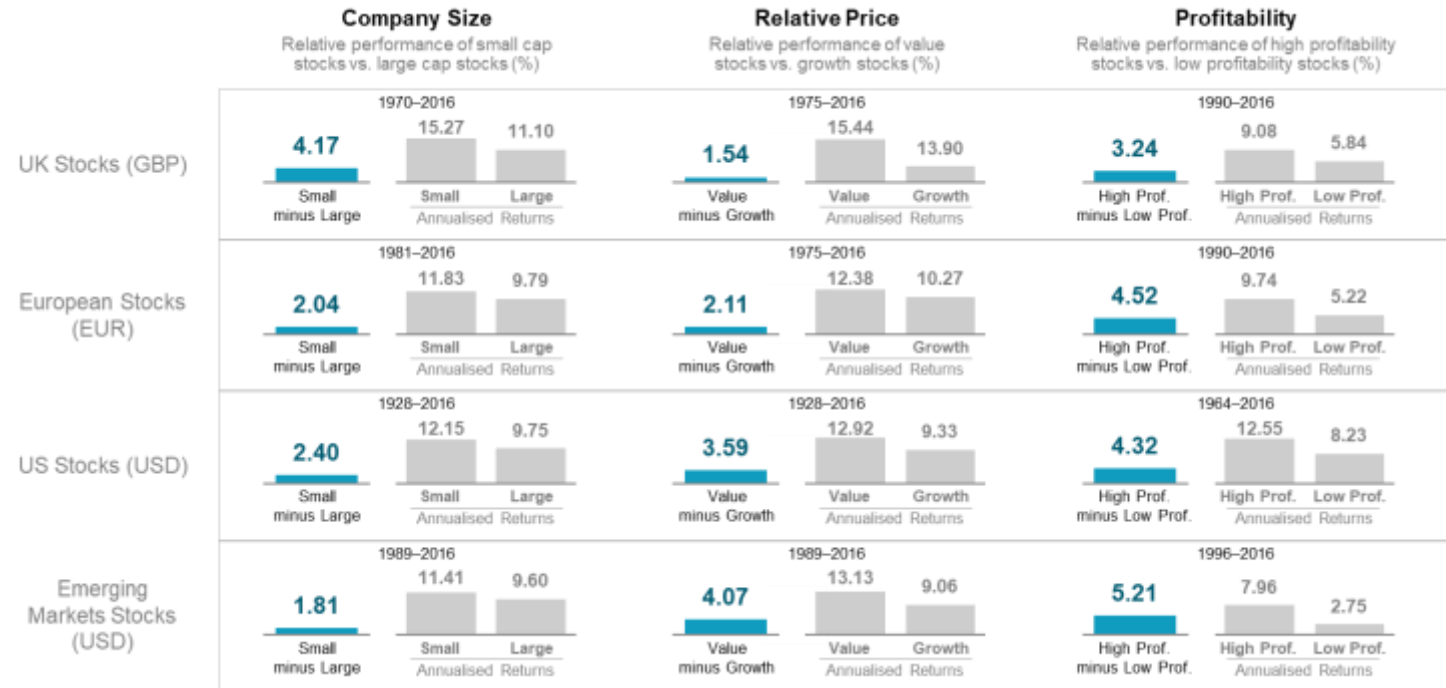 Company Size
Relative performance of small cap
stocks vs. large cap stocks (%)
Relative Price
Relative performance of value
stocks vs. growth stocks (%)
Profitability
Relative performance of high profitability
stocks vs. low profitability stocks (%)
UK Stocks (GBP)
1970–2016
4.17
15.27
11.10
Small
minus Large
Small
Large
Annualised Returns
1975–2016
1.54
15.44
13.90
Value
minus Growth
Value
Growth
Annualised Returns
1990–2016
3.24
9.08
5.84
High Prof.
minus Low Prof.
High Prof.
Low Prof.
Annualised Returns
European Stocks
(EUR)
1981–2016
2.04
11.83
9.79
Small
minus Large
Small
Large
Annualised Returns
1975–2016
2.11
12.38
10.27
Value
minus Growth
Value
Growth
Annualised Returns
1990–2016
4.52
9.74
5.22
High Prof.
minus Low Prof.
High Prof.
Low Prof.
Annualised Returns
US Stocks (USD)
1928–2016
2.40
12.15
9.75
Small
minus Large
Small
Large
Annualised Returns
1928–2016
3.59
12.92
9.33
Value
minus Growth
Value
Growth
Annualised Returns
1964–2016
4.32
12.55
8.23
High Prof.
minus Low Prof.
High Prof.
Low Prof.
Annualised Returns
Emerging
Markets Stocks
(USD)
1989–2016
1.81
11.41
9.60
Small
minus Large
Small
Large
Annualised Returns
1989–2016
4.07
13.13
9.06
Value
minus Growth
Value
Growth
Annualised Returns
1996–2016
5.21
7.96
2.75
High Prof.
minus Low Prof.
High Prof.
Low Prof.
Annualised Returns